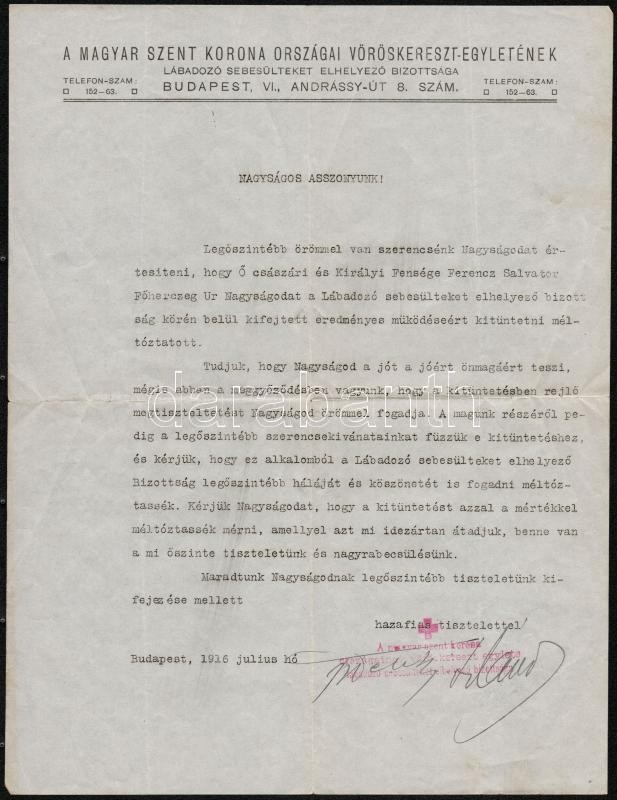 A MAGYAR SZENT KORONA ORSZÁGAI VÖRÖSKERESZT-EGYLETÉNEK
LÁBADOZÓ SEBESÜLTEKET ELHELYEZŐ BIZOTTSÁGA
TELEFON-SZÁM: TELEFON-SZÁM:
152—63. BUDAPEST, VI., ANDRÁSSY-ÚT 8. SZÁM. 152—63.
NAGYSÁGOS ASSZONYUNK!
Legőszintébb örömmel van szerencsénk Nagyságodat ér-
tesiteni, hogy Ő császári és Királyi Fensége Ferencz Salvator
Főherczeg Ur Nagyságodat a Lábadozó sebesülteket elhelyező bizott
ság körén belül kifejtett eredményes müködéseért kitüntetni mél-
tóztatott.
Tudjuk, hogy Nagyságod a jót a jóért önmagáért teszi,
mégis abban a meggyőződésben vagyunk, hogy a kitüntetésben rejlő
megtiszteltetést Nagyságod örömmel fogadja. A magunk részéről pe-
dig a legőszintébb szerencsekivánatainkat füzzük e kitüntetéshez,
és kérjük, hogy ez alkalomból a Lábadozó sebesülteket elhelyező
Bizottság legőszintébb háláját és köszönetét is fogadni méltóz-
tassék. Kérjük Nagyságodat, hogy a kitüntetést azzal a mértékkel
méltóztassék mérni, amellyel azt mi idezártan átadjuk, benne van
a mi őszinte tiszteletünk és nagyrabecsülésünk.
Maradtunk Nagyságodnak legőszintébb tiszteletünk ki-
fejezése mellett
hazafias tisztelettel
A magyar szent korona
Budapest, 1916 julius hó
darabanth